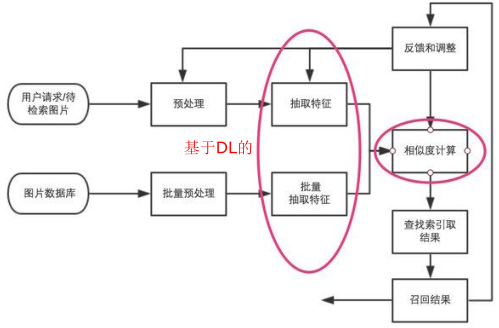 反馈和调整
用户请求/待
检索图片
预处理
抽取特征
基于DL的
相似度计算
图片数据库
批量预处理
批量
抽取特征
查找索引取
结果
召回结果